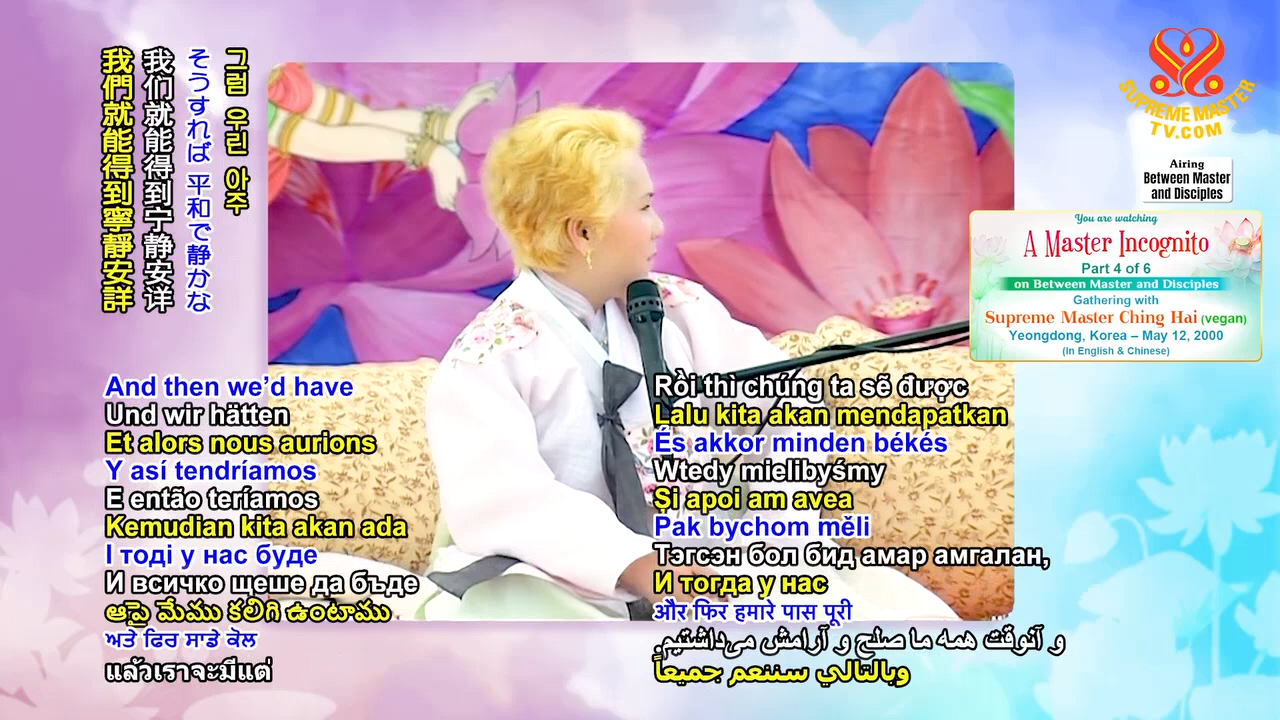 그럼 우린 아주
そうすれば 平和で静かな
我们就能得到宁静安详
我們就能得到寧靜安詳
SUPREME MASTER
TV.COM
Airing
Between Master
and Disciples
You are watching
A Master Incognito
Part 4 of 6
on Between Master and Disciples
Gathering with
Supreme Master Ching Hai (vegan)
Yeongdong, Korea – May 12, 2000
(In English & Chinese)
And then we’d have
Und wir hätten
Et alors nous aurions
Y así tendríamos
E então teríamos
Kemudian kita akan ada
І тоді у нас буде
И всичко щеше да бъде
ఆపై మేము కలిగి ఉంటాము
ਅਤੇ ਫਿਰ ਸਾਡੇ ਕੋਲ
แล้วเราจะมีแต่
Rồi thì chúng ta sẽ được
Lalu kita akan mendapatkan
És akkor minden békés
Wtedy mielibyśmy
Și apoi am avea
Pak bychom měli
Тэгсэн бол бид амар амгалан,
И тогда у нас
और फिर हमारे पास पूरी
و آنوقت همه ما صلح و آرامش می‌داشتیم.
وبالتالي سننعم جميعاً